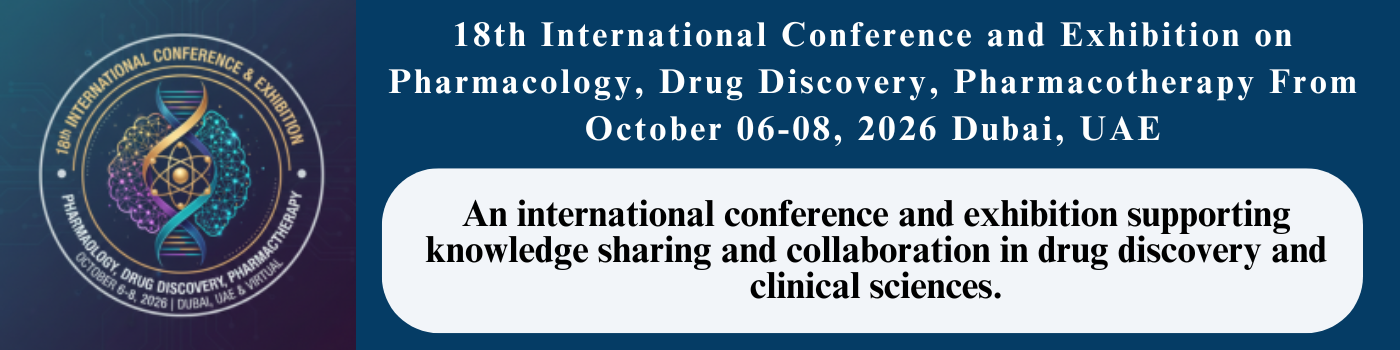 18th INTERNATIONAL CONFERENCE & EXHIBITION
PHARMAOLOGY, DRUG DISCOVERY, PHARMACTHERAPY
OCTOBER 6-8, 2026 | DUBAI, UAE & VIRTUAL
18th International Conference and Exhibition on
Pharmacology, Drug Discovery, Pharmacotherapy From
October 06-08, 2026 Dubai, UAE
An international conference and exhibition supporting
knowledge sharing and collaboration in drug discovery and
clinical sciences.